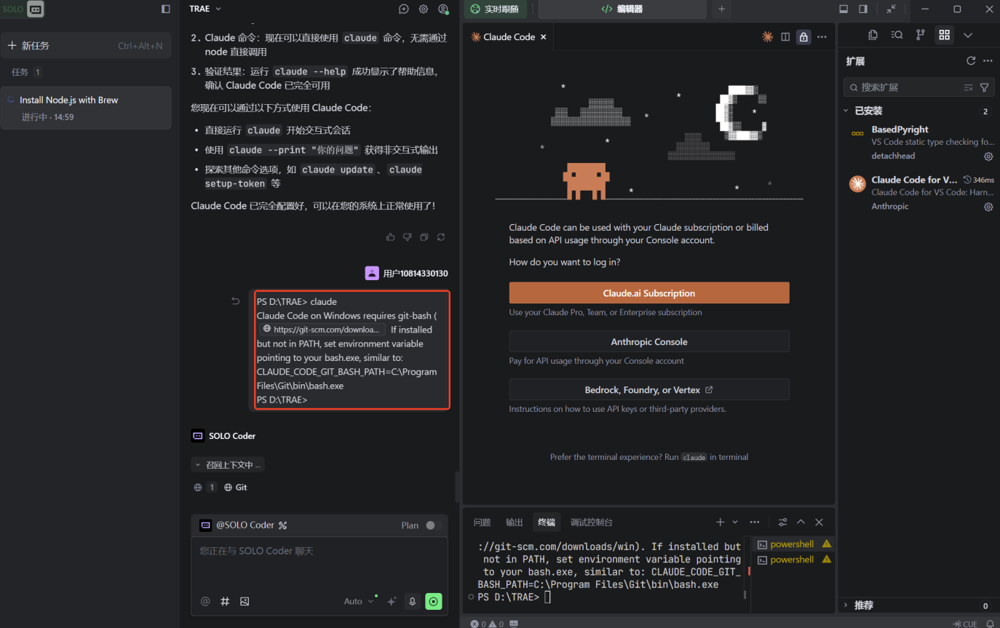 SOLO
TRAE
实时跟随
</> 编辑器
新任务
Ctrl+Alt+N
任务 1
Install Node.js with Brew
进行中 · 14:59
2. Claude 命令：现在可以直接使用 claude 命令，无需通过
node 直接调用
3. 验证结果：运行 claude --help 成功显示了帮助信息，
确认 Claude Code 已完全可用
您现在可以通过以下方式使用 Claude Code：
• 直接运行 claude 开始交互式会话
• 使用 claude --print "你的问题" 获得非交互式输出
• 探索其他命令选项，如 claude update 、 claude
setup-token 等
Claude Code 已完全配置好，可以在您的系统上正常使用了！
用户10814330130
PS D:\TRAE> claude
Claude Code on Windows requires git-bash (
https://git-scm.com/downloa... If installed
but not in PATH, set environment variable
pointing to your bash.exe, similar to:
CLAUDE_CODE_GIT_BASH_PATH=C:\Program
Files\Git\bin\bash.exe
PS D:\TRAE>
SOLO Coder
召回上下文中 ...
1 Git
@SOLO Coder
Plan
您正在与 SOLO Coder 聊天
Auto
Claude Code
Claude Code can be used with your Claude subscription or billed
based on API usage through your Console account.
How do you want to log in?
Claude.ai Subscription
Use your Claude Pro, Team, or Enterprise subscription
Anthropic Console
Pay for API usage through your Console account
Bedrock, Foundry, or Vertex
Instructions on how to use API keys or third-party providers.
Prefer the terminal experience? Run claude in terminal
问题 输出 终端 调试控制台
://git-scm.com/downloads/win). If installed but
not in PATH, set environment variable pointing
to your bash.exe, similar to: CLAUDE_CODE_GIT_
BASH_PATH=C:\Program Files\Git\bin\bash.exe
PS D:\TRAE>
powershell
powershell
0 0
扩展
搜索扩展
已安装 2
BasedPyright
VS Code static type checking fo...
detachhead
Claude Code for V... 346ms
Claude Code for VS Code: Harn...
Anthropic
推荐 0
CUE